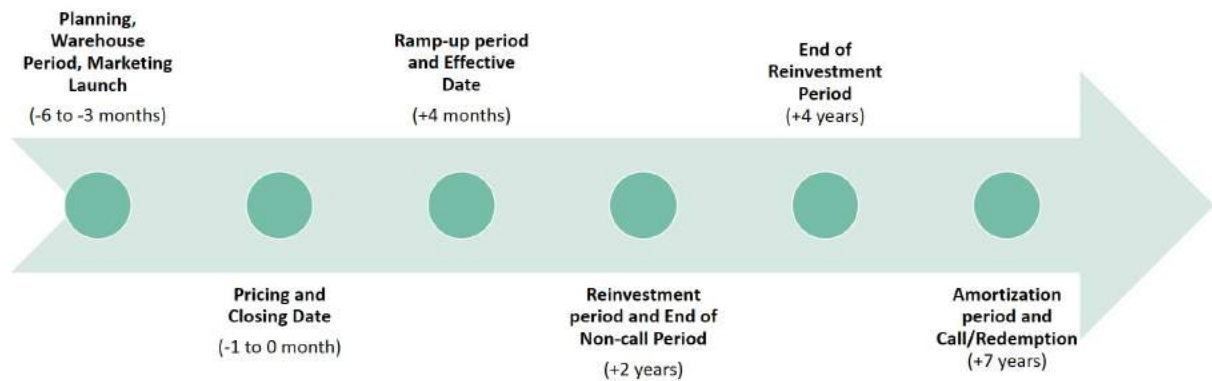 Planning,
Warehouse
Period, Marketing
Launch
(-6 to -3 months)
Pricing and
Closing Date
(-1 to 0 month)
Ramp-up period
and Effective
Date
(+4 months)
Reinvestment
period and End of
Non-call Period
(+2 years)
End of
Reinvestment
Period
(+4 years)
Amortization
period and
Call/Redemption
(+7 years)